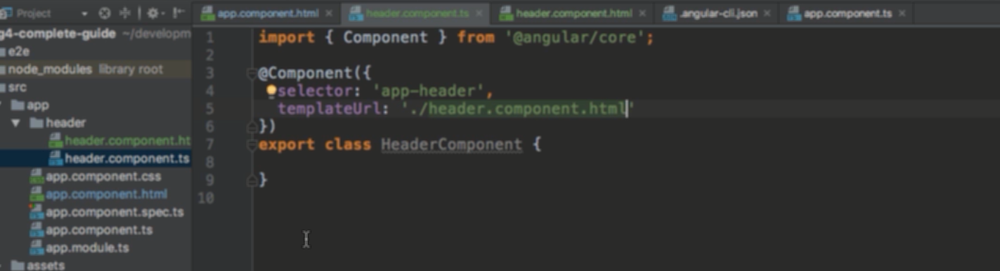 Project
app.component.html
header.component.ts
header.component.html
.angular-cli.json
app.component.ts
g4-complete-guide ~/developm
e2e
node_modules library root
src
app
header
header.component.ht
header.component.ts
app.component.css
app.component.html
app.component.spec.ts
app.component.ts
app.module.ts
assets
1 import { Component } from '@angular/core';
2
3 @Component({
4 selector: 'app-header',
5 templateUrl: './header.component.html'
6 })
7 export class HeaderComponent {
8
9 }
10